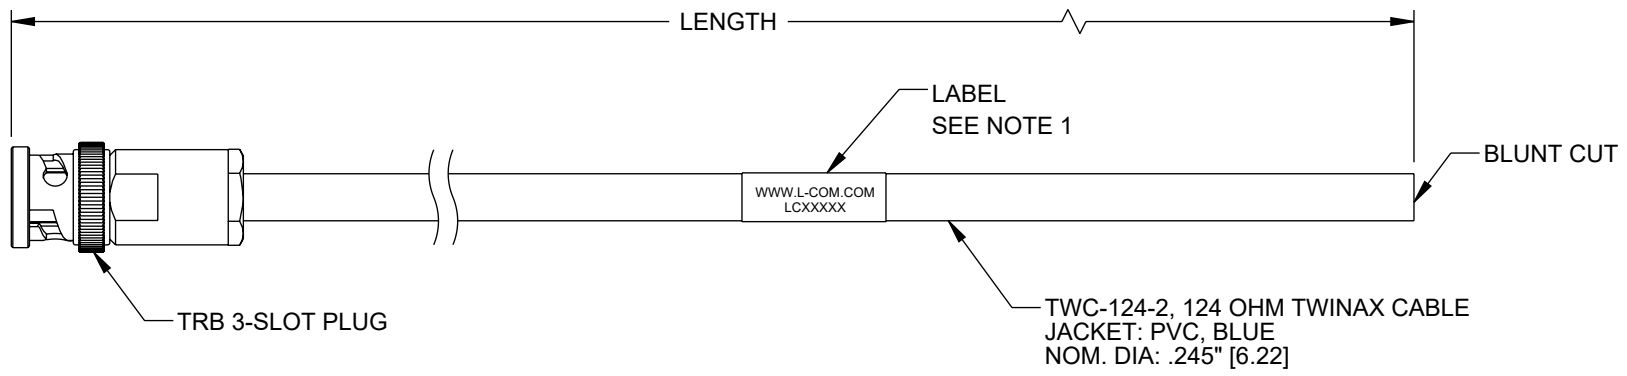 LENGTH
LABEL
SEE NOTE 1
BLUNT CUT
WWW.L-COM.COM
LCXXXXX
TRB 3-SLOT PLUG
TWC-124-2, 124 OHM TWINAX CABLE
JACKET: PVC, BLUE
NOM. DIA: .245" [6.22]